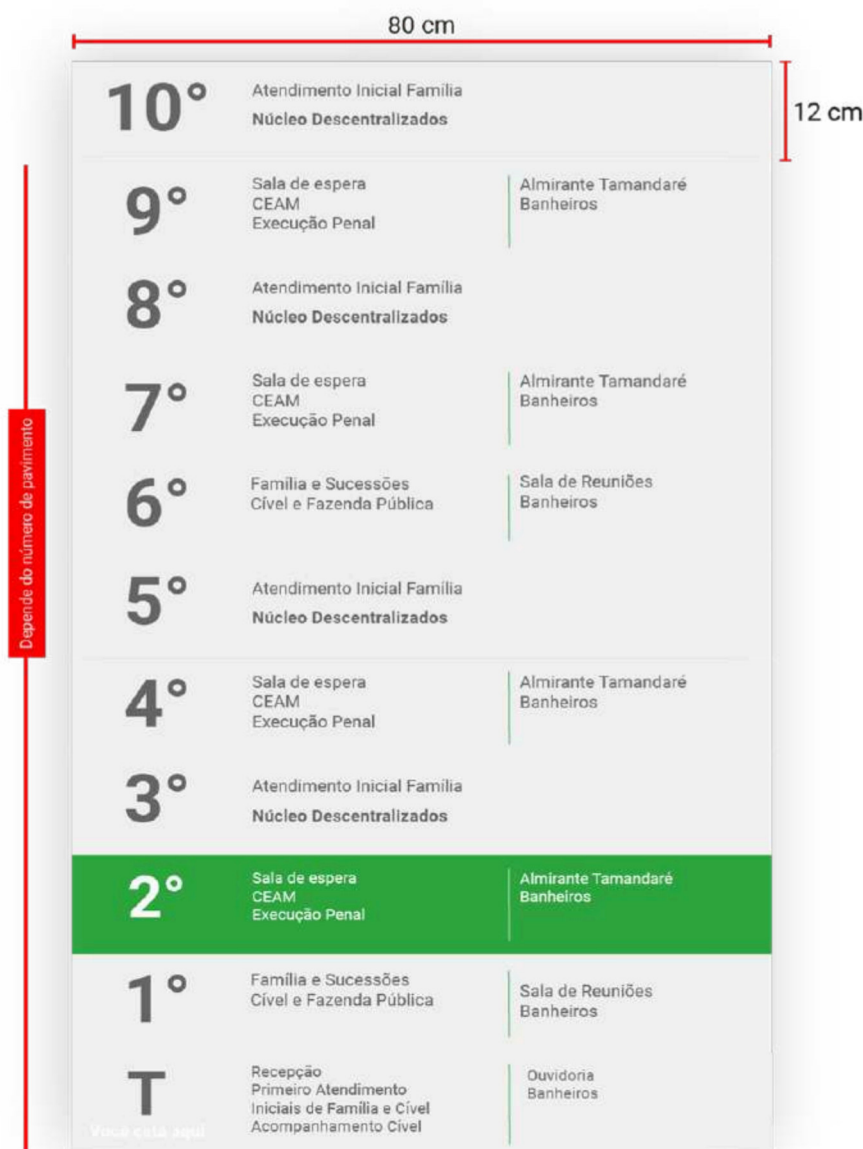 80 cm
12 cm
10°
Atendimento Inicial Família
Núcleo Descentralizados
9°
Sala de espera
CEAM
Execução Penal
Almirante Tamandaré
Banheiros
8°
Atendimento Inicial Família
Núcleo Descentralizados
7°
Sala de espera
CEAM
Execução Penal
Almirante Tamandaré
Banheiros
6°
Família e Sucessões
Cível e Fazenda Pública
Sala de Reuniões
Banheiros
Depende do número de pavimento
5°
Atendimento Inicial Família
Núcleo Descentralizados
4°
Sala de espera
CEAM
Execução Penal
Almirante Tamandaré
Banheiros
3°
Atendimento Inicial Família
Núcleo Descentralizados
2°
Sala de espera
CEAM
Execução Penal
Almirante Tamandaré
Banheiros
1°
Família e Sucessões
Cível e Fazenda Pública
Sala de Reuniões
Banheiros
T
Você está aqui
Recepção
Primeiro Atendimento
Iniciais de Família e Cível
Acompanhamento Cível
Ouvidoria
Banheiros